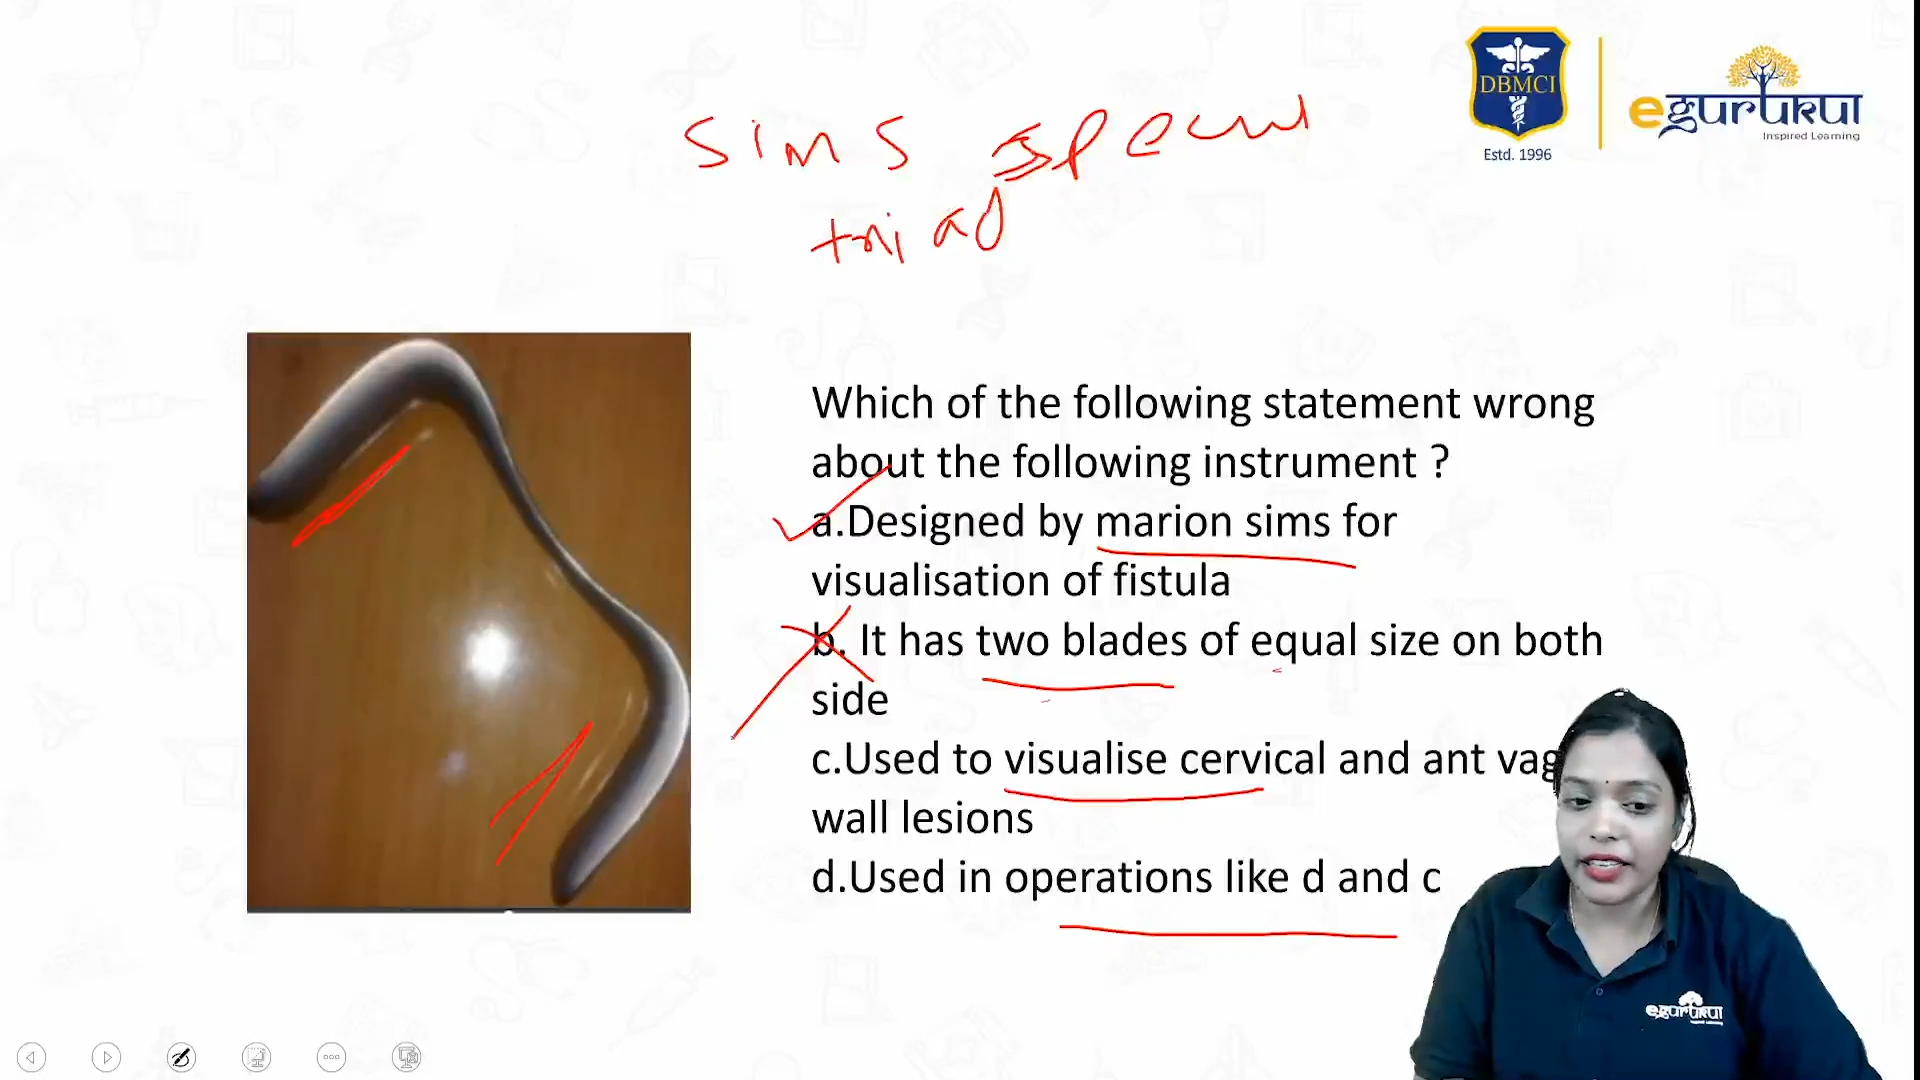 DBMCI
Estd. 1996
egurukul
Inspired Learning
sims specul
triad
Which of the following statement wrong
about the following instrument ?
a.Designed by marion sims for
visualisation of fistula
b. It has two blades of equal size on both
side
c.Used to visualise cervical and ant vag
wall lesions
d.Used in operations like d and c
egurukul